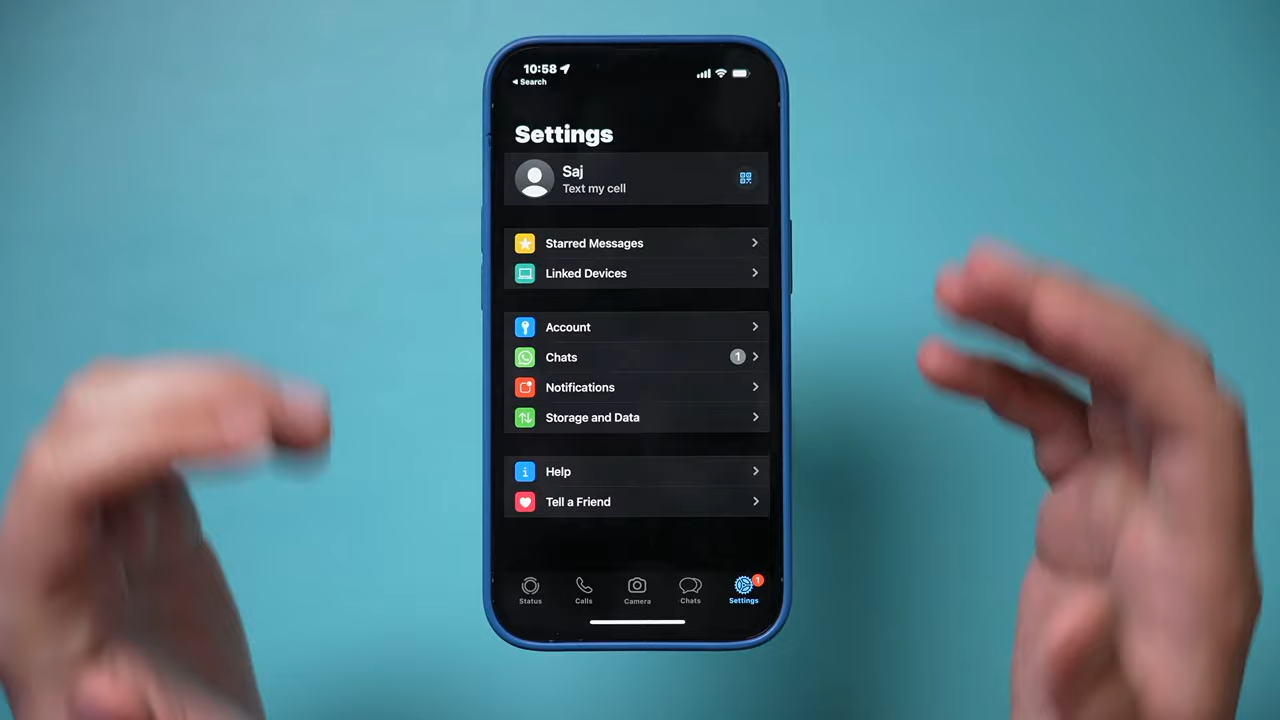 10:58
◀ Search
Settings
Saj
Text my cell
Starred Messages
Linked Devices
Account
Chats 1
Notifications
Storage and Data
Help
Tell a Friend
1
Status Calls Camera Chats Settings